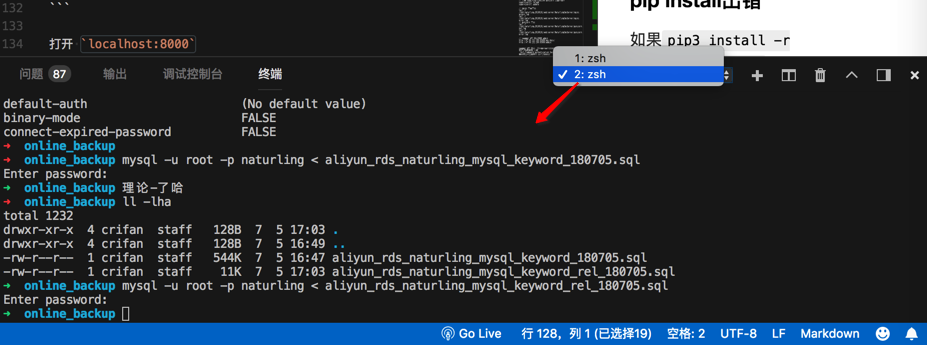 132 ```
133
134 打开 `localhost:8000`
pip install出错
如果 pip3 install -r
1: zsh
✓ 2: zsh
问题 87 输出 调试控制台 终端
default-auth (No default value)
binary-mode FALSE
connect-expired-password FALSE
➜ online_backup
➜ online_backup mysql -u root -p naturling < aliyun_rds_naturling_mysql_keyword_180705.sql
Enter password:
➜ online_backup 理论-了哈
➜ online_backup ll -lha
total 1232
drwxr-xr-x 4 crifan staff 128B 7 5 17:03 .
drwxr-xr-x 4 crifan staff 128B 7 5 16:49 ..
-rw-r--r-- 1 crifan staff 544K 7 5 16:47 aliyun_rds_naturling_mysql_keyword_180705.sql
-rw-r--r-- 1 crifan staff 11K 7 5 17:03 aliyun_rds_naturling_mysql_keyword_rel_180705.sql
➜ online_backup mysql -u root -p naturling < aliyun_rds_naturling_mysql_keyword_rel_180705.sql
Enter password:
➜ online_backup
Go Live 行 128，列 1 (已选择19) 空格: 2 UTF-8 LF Markdown